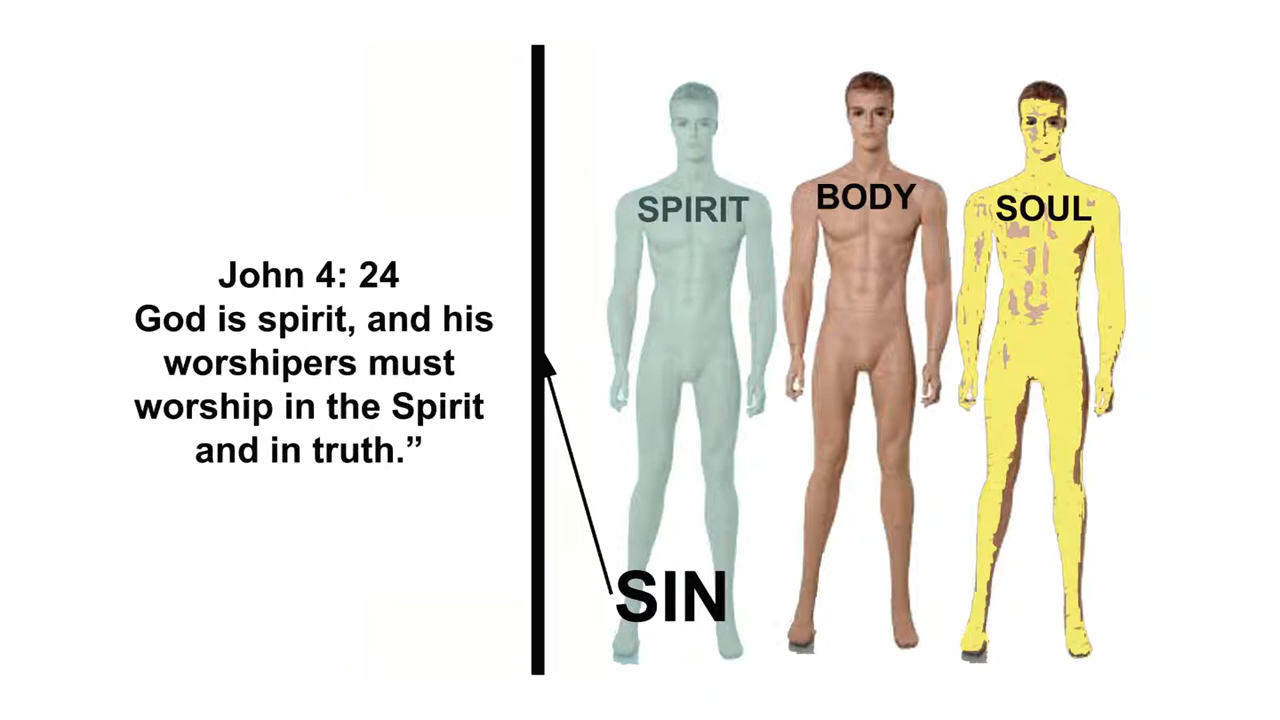 John 4: 24
God is spirit, and his
worshipers must
worship in the Spirit
and in truth.”
SPIRIT
BODY
SOUL
SIN